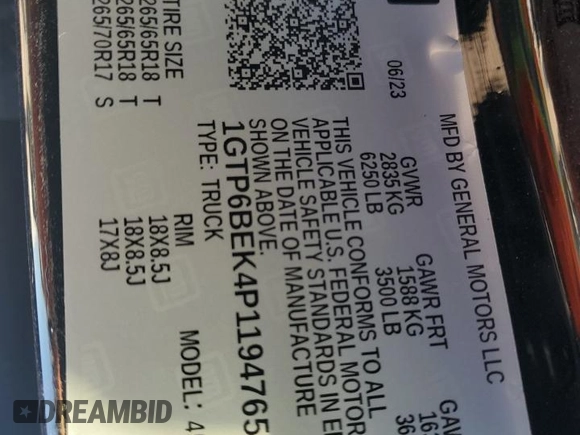 MFD BY GENERAL MOTORS LLC
06/23
GVWR GAWR FRT
2835 KG 1588 KG
6250 LB 3500 LB
THIS VEHICLE CONFORMS TO ALL
APPLICABLE U.S. FEDERAL MOTOR
VEHICLE SAFETY STANDARDS IN
ON THE DATE OF MANUFACTURE
SHOWN ABOVE.
1GTP6BEK4P1194765
TYPE: TRUCK MODEL:
TIRE SIZE RIM
265/65R18 T 18X8.5J
265/65R18 T 18X8.5J
265/70R17 S 17X8J
DREAMBID